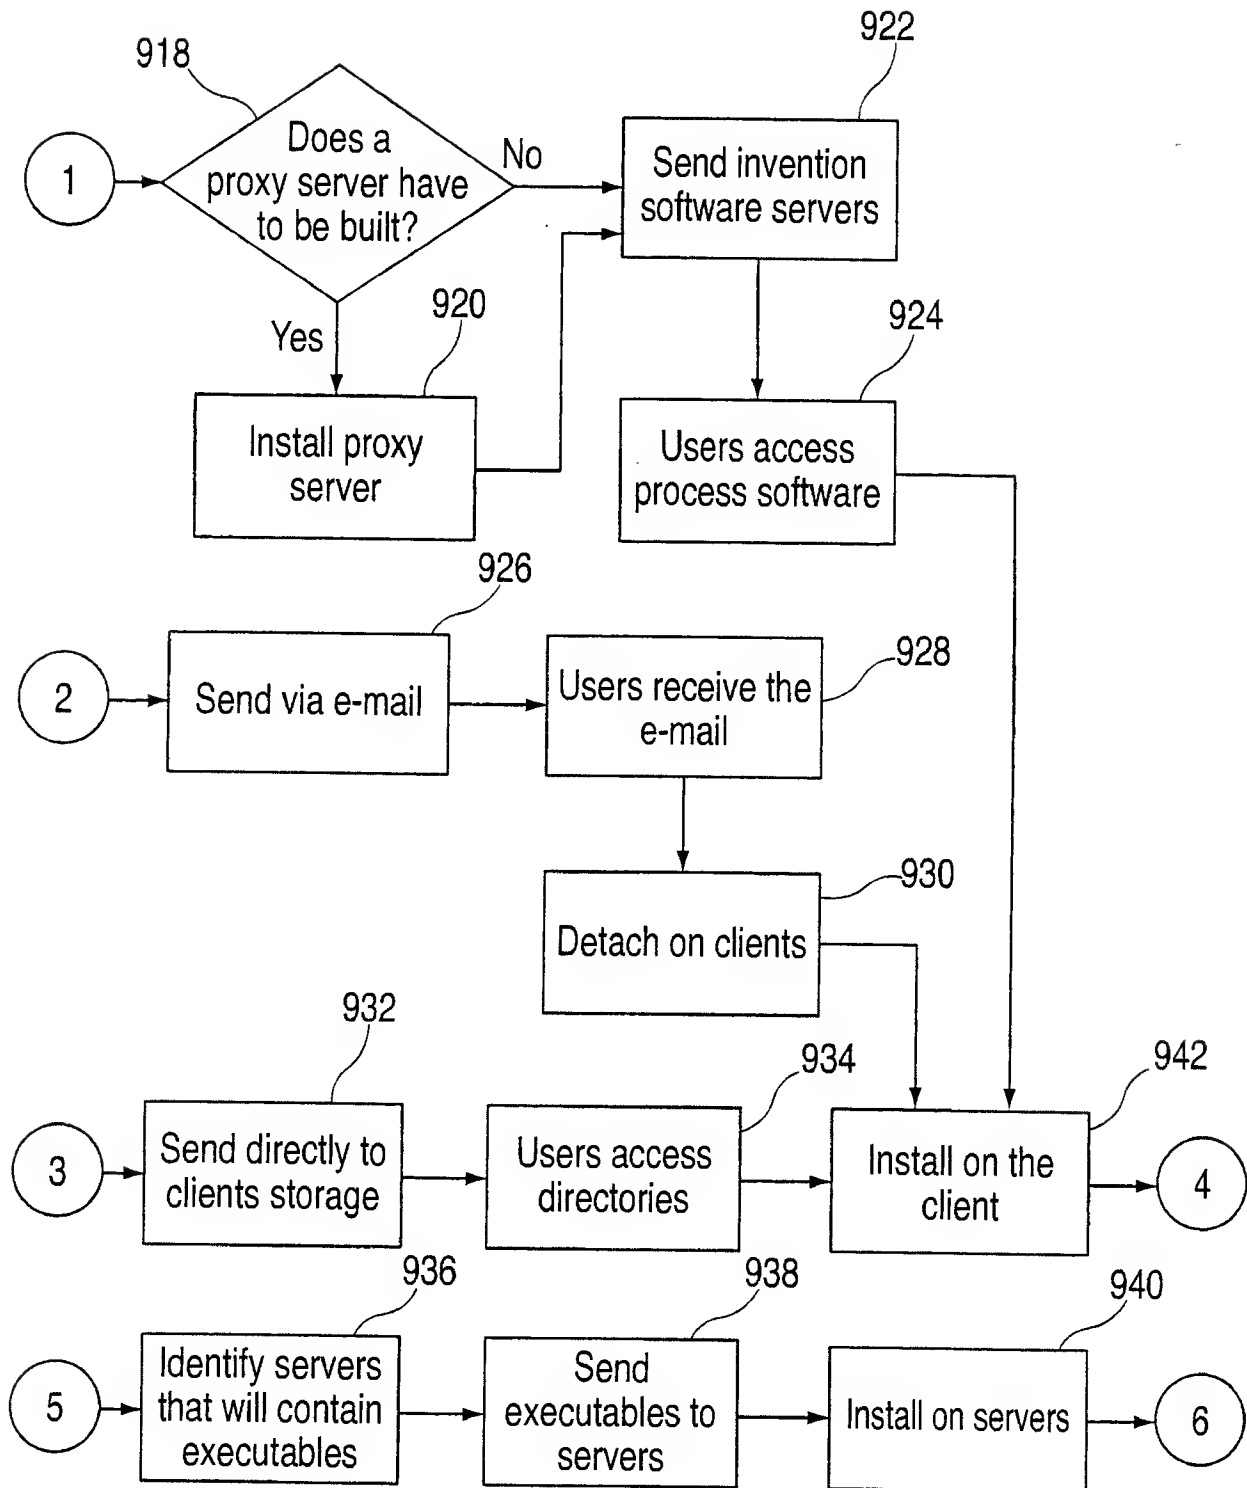 918
922
1
Does a
proxy server have
to be built?
No
Send invention
software servers
Yes
920
924
Install proxy
server
Users access
process software
926
928
2
Send via e-mail
Users receive the
e-mail
930
Detach on clients
932
934
942
3
Send directly to
clients storage
Users access
directories
Install on the
client
4
936
938
940
5
Identify servers
that will contain
executables
Send
executables to
servers
Install on servers
6